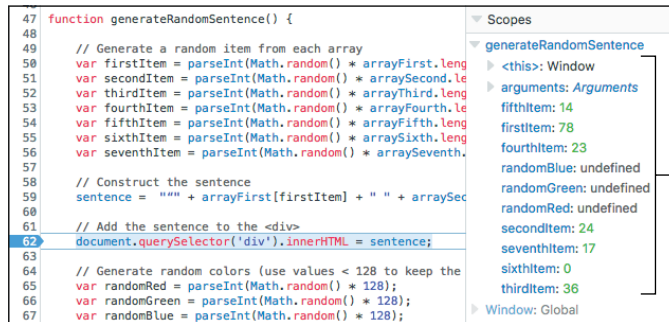 47 function generateRandomSentence() {
48
49 // Generate a random item from each array
50 var firstItem = parseInt(Math.random() * arrayFirst.leng
51 var secondItem = parseInt(Math.random() * arraySecond.le
52 var thirdItem = parseInt(Math.random() * arrayThird.leng
53 var fourthItem = parseInt(Math.random() * arrayFourth.le
54 var fifthItem = parseInt(Math.random() * arrayFifth.leng
55 var sixthItem = parseInt(Math.random() * arraySixth.leng
56 var seventhItem = parseInt(Math.random() * arraySeventh.
57
58 // Construct the sentence
59 sentence = "“" + arrayFirst[firstItem] + " " + arraySec
60
61 // Add the sentence to the <div>
62 document.querySelector('div').innerHTML = sentence;
63
64 // Generate random colors (use values < 128 to keep the
65 var randomRed = parseInt(Math.random() * 128);
66 var randomGreen = parseInt(Math.random() * 128);
67 var randomBlue = parseInt(Math.random() * 128);
Scopes
generateRandomSentence
<this>: Window
arguments: Arguments
fifthItem: 14
firstItem: 78
fourthItem: 23
randomBlue: undefined
randomGreen: undefined
randomRed: undefined
secondItem: 24
seventhItem: 17
sixthItem: 0
thirdItem: 36
Window: Global